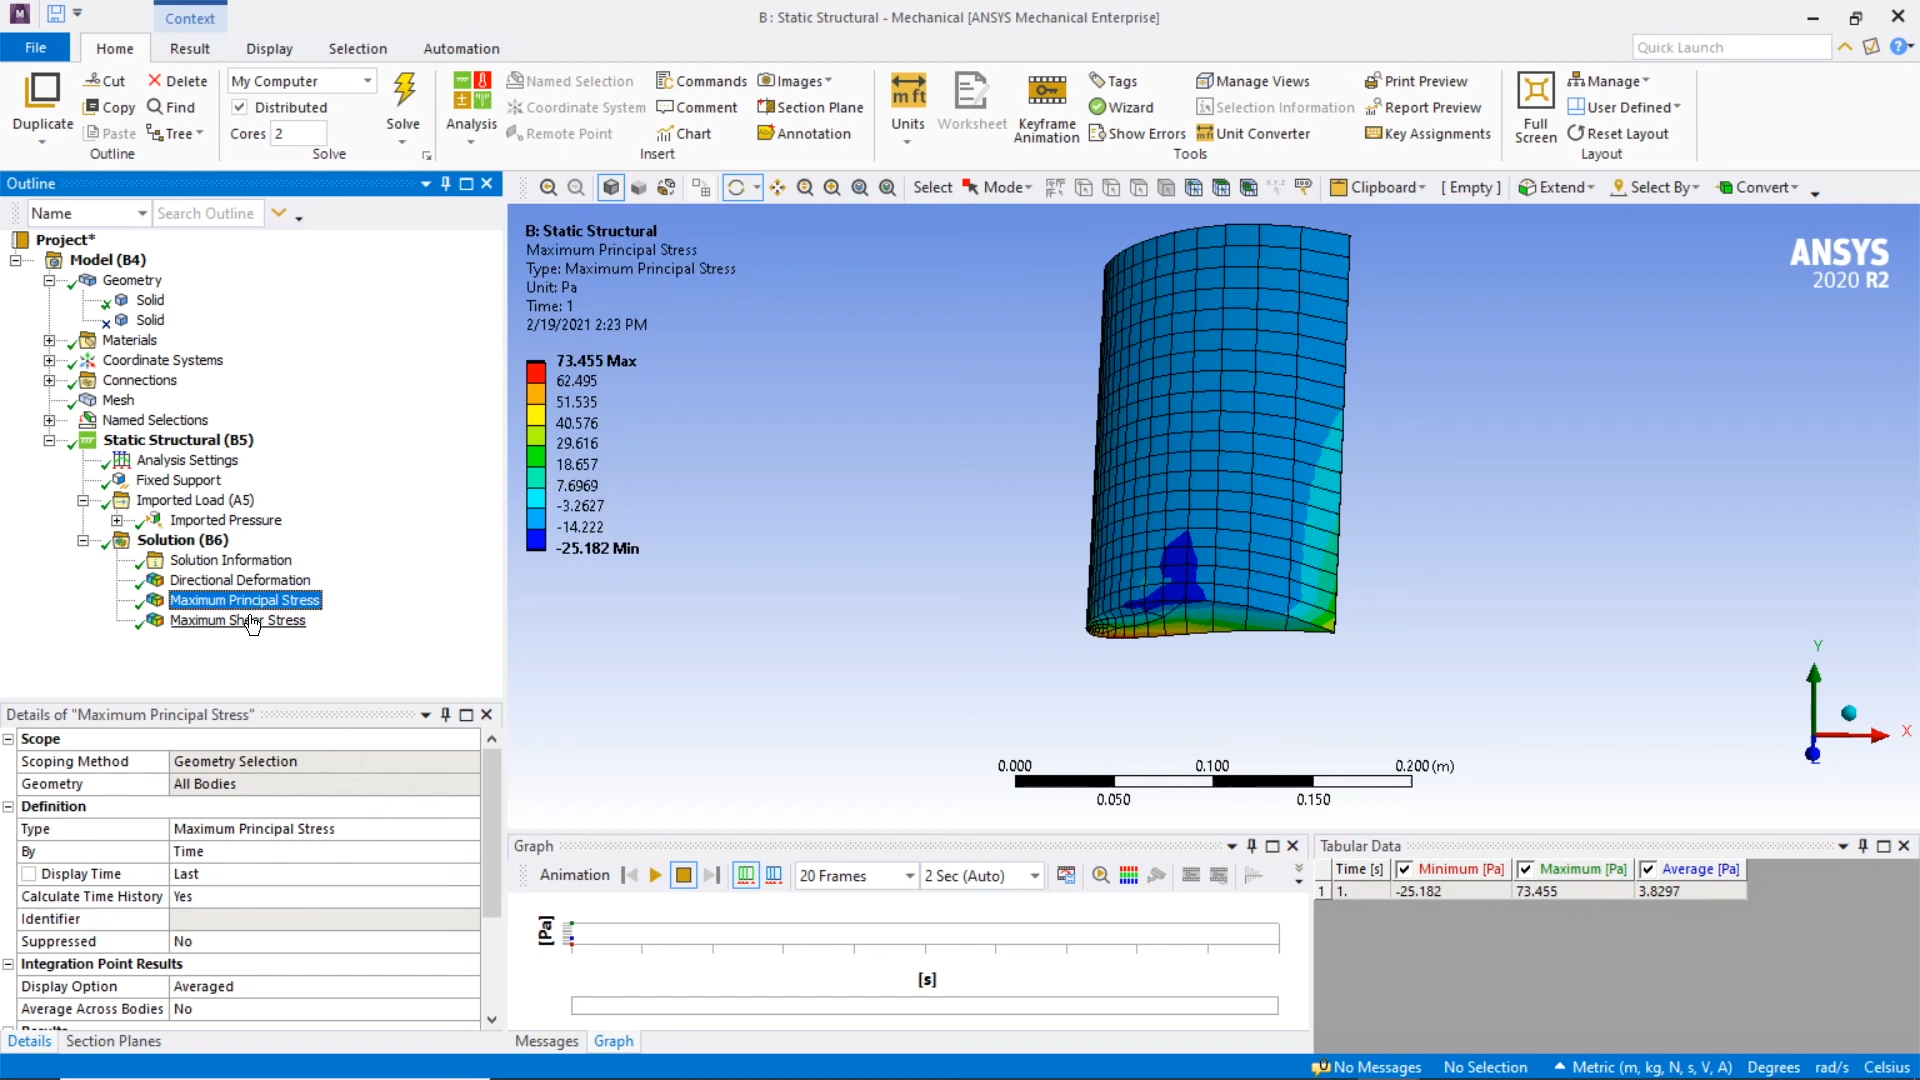 Context
B : Static Structural - Mechanical [ANSYS Mechanical Enterprise]
File Home Result Display Selection Automation
Quick Launch
Duplicate Cut Delete My Computer Solve Analysis Named Selection Commands Images Units Worksheet Keyframe Animation Tags Manage Views Print Preview Full Screen Manage
Copy Find Distributed Coordinate System Comment Section Plane Wizard Selection Information Report Preview User Defined
Paste Tree Cores 2 Remote Point Chart Annotation Show Errors Unit Converter Key Assignments Reset Layout
Outline Solve Insert Tools Layout
Outline
Select Mode Clipboard [ Empty ] Extend Select By Convert
Name Search Outline
Project*
Model (B4)
Geometry
Solid
Solid
Materials
Coordinate Systems
Connections
Mesh
Named Selections
Static Structural (B5)
Analysis Settings
Fixed Support
Imported Load (A5)
Imported Pressure
Solution (B6)
Solution Information
Directional Deformation
Maximum Principal Stress
Maximum Shear Stress
B: Static Structural
Maximum Principal Stress
Type: Maximum Principal Stress
Unit: Pa
Time: 1
2/19/2021 2:23 PM
73.455 Max
62.495
51.535
40.576
29.616
18.657
7.6969
-3.2627
-14.222
-25.182 Min
ANSYS
2020 R2
Y
X
Z
0.000 0.100 0.200 (m)
0.050 0.150
Details of "Maximum Principal Stress"
Scope
Scoping Method Geometry Selection
Geometry All Bodies
Definition
Type Maximum Principal Stress
By Time
Display Time Last
Calculate Time History Yes
Identifier
Suppressed No
Integration Point Results
Display Option Averaged
Average Across Bodies No
Results
Details Section Planes
Graph
Animation 20 Frames 2 Sec (Auto)
[Pa]
[s]
Messages Graph
Tabular Data
Time [s] Minimum [Pa] Maximum [Pa] Average [Pa]
1 1. -25.182 73.455 3.8297
No Messages No Selection Metric (m, kg, N, s, V, A) Degrees rad/s Celsius